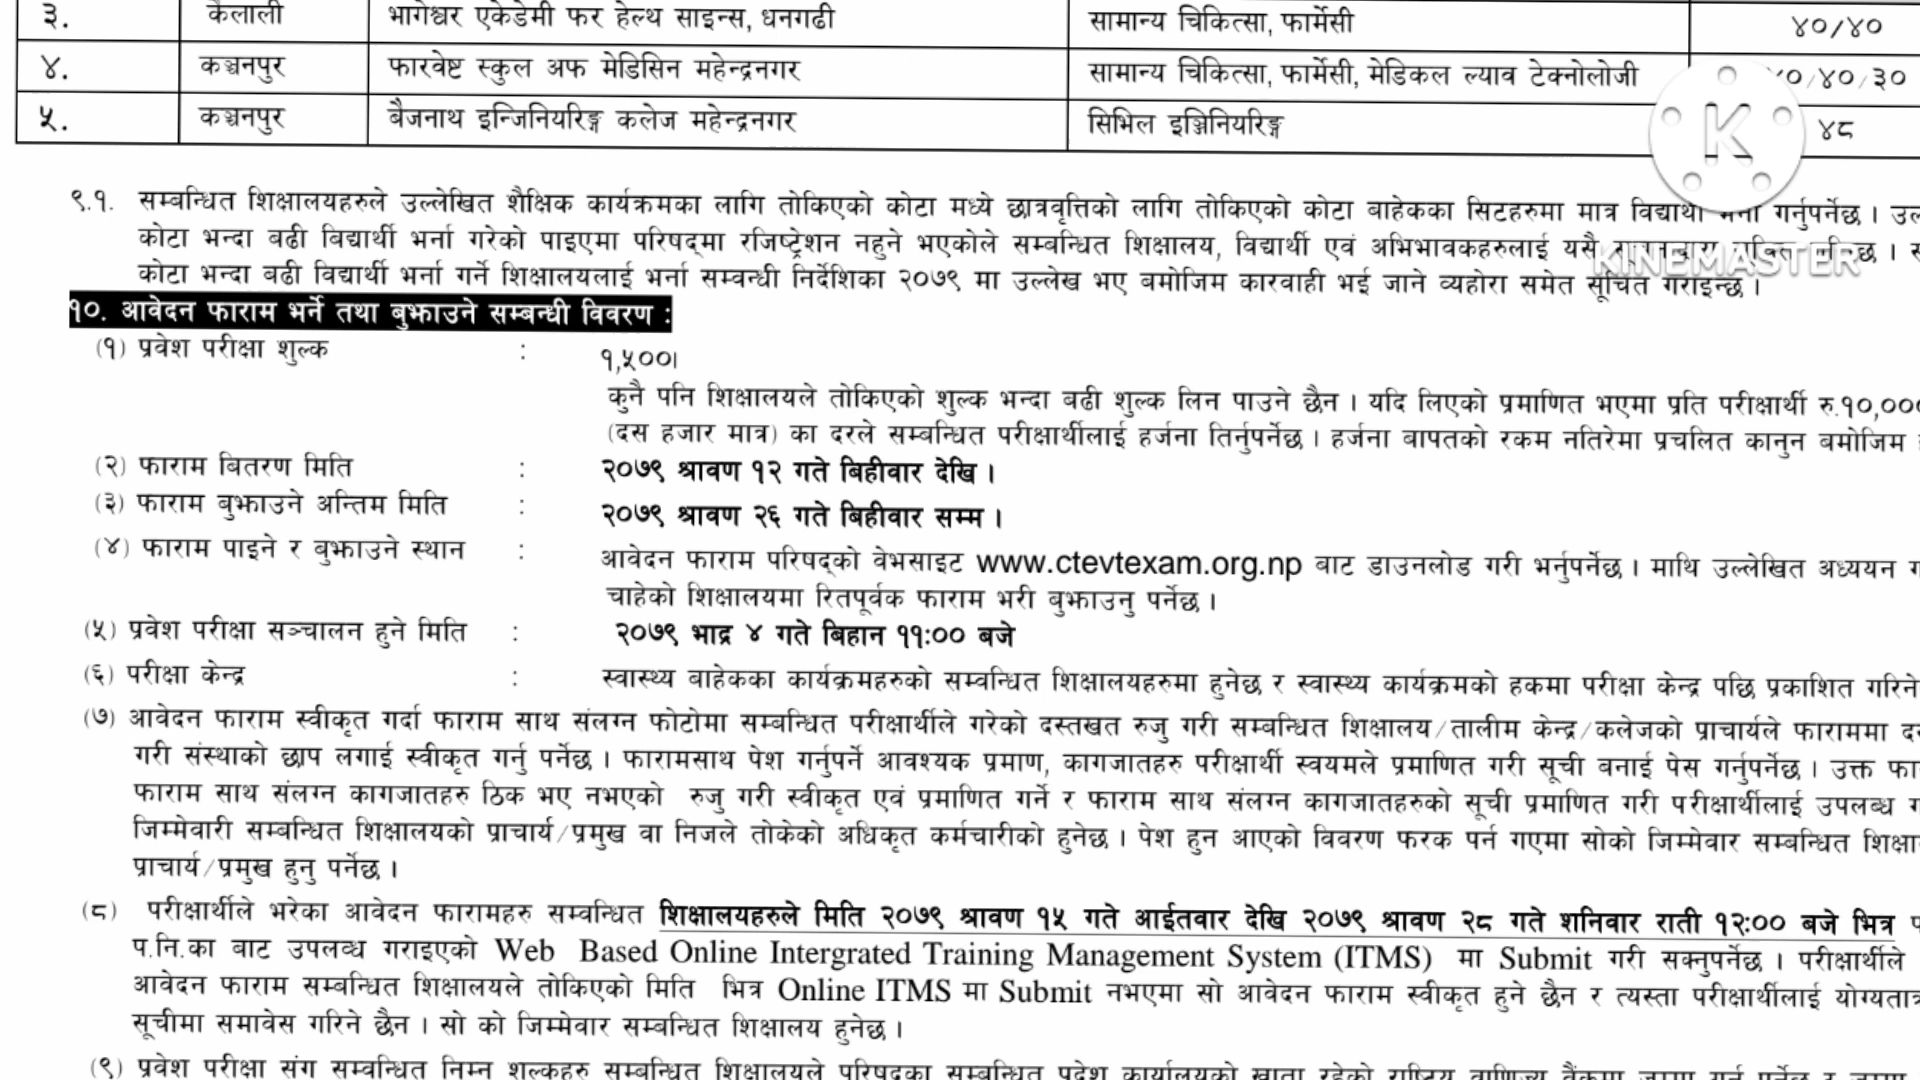 ३. कैलाली भागेश्वर एकेडेमी फर हेल्थ साइन्स, धनगढी सामान्य चिकित्सा, फार्मेसी ४०/४०
४. कञ्चनपुर फारवेष्ट स्कुल अफ मेडिसिन महेन्द्रनगर सामान्य चिकित्सा, फार्मेसी, मेडिकल ल्याव टेक्नोलोजी ४०/४०/३०
५. कञ्चनपुर बैजनाथ इन्जिनियरिङ्ग कलेज महेन्द्रनगर सिभिल इञ्जिनियरिङ्ग ४८
९.१. सम्बन्धित शिक्षालयहरुले उल्लेखित शैक्षिक कार्यक्रमका लागि तोकिएको कोटा मध्ये छात्रवृत्तिको लागि तोकिएको कोटा बाहेकका सिटहरुमा मात्र विद्यार्थी भर्ना गर्नुपर्नेछ ।
कोटा भन्दा बढी बिद्यार्थी भर्ना गरेको पाइएमा परिषद्मा रजिष्ट्रेशन नहुने भएकोले सम्बन्धित शिक्षालय, विद्यार्थी एवं अभिभावकहरुलाई यसै
कोटा भन्दा बढी विद्यार्थी भर्ना गर्ने शिक्षालयलाई भर्ना सम्वन्धी निर्देशिका २०७९ मा उल्लेख भए बमोजिम कारवाही भई जाने व्यहोरा समेत सूचित गराइन्छ ।
KINEMASTER
१०. आवेदन फाराम भर्ने तथा बुझाउने सम्बन्धी विवरण :
(१) प्रवेश परीक्षा शुल्क : १,५००।
कुनै पनि शिक्षालयले तोकिएको शुल्क भन्दा बढी शुल्क लिन पाउने छैन । यदि लिएको प्रमाणित भएमा प्रति परीक्षार्थी रु.१०,०००
(दस हजार मात्र) का दरले सम्बन्धित परीक्षार्थीलाई हर्जना तिर्नुपर्नेछ । हर्जना बापतको रकम नतिरेमा प्रचलित कानुन बमोजिम
(२) फाराम बितरण मिति : २०७९ श्रावण १२ गते बिहीवार देखि ।
(३) फाराम बुझाउने अन्तिम मिति : २०७९ श्रावण २६ गते बिहीवार सम्म ।
(४) फाराम पाइने र बुझाउने स्थान : आवेदन फाराम परिषद्को वेभसाइट www.ctevtexam.org.np बाट डाउनलोड गरी भर्नुपर्नेछ । माथि उल्लेखित अध्ययन
चाहेको शिक्षालयमा रितपूर्वक फाराम भरी बुझाउनु पर्नेछ ।
(५) प्रवेश परीक्षा सञ्चालन हुने मिति : २०७९ भाद्र ४ गते बिहान ११:०० बजे
(६) परीक्षा केन्द्र : स्वास्थ्य बाहेकका कार्यक्रमहरुको सम्वन्धित शिक्षालयहरुमा हुनेछ र स्वास्थ्य कार्यक्रमको हकमा परीक्षा केन्द्र पछि प्रकाशित गरिने
(७) आवेदन फाराम स्वीकृत गर्दा फाराम साथ संलग्न फोटोमा सम्बन्धित परीक्षार्थीले गरेको दस्तखत रुजु गरी सम्बन्धित शिक्षालय/तालीम केन्द्र/कलेजको प्राचार्यले फाराममा
गरी संस्थाको छाप लगाई स्वीकृत गर्नु पर्नेछ । फारामसाथ पेश गर्नुपर्ने आवश्यक प्रमाण, कागजातहरु परीक्षार्थी स्वयमले प्रमाणित गरी सूची बनाई पेस गर्नुपर्नेछ । उक्त
फाराम साथ संलग्न कागजातहरु ठिक भए नभएको रुजु गरी स्वीकृत एवं प्रमाणित गर्ने र फाराम साथ संलग्न कागजातहरुको सूची प्रमाणित गरी परीक्षार्थीलाई उपलब्ध
जिम्मेवारी सम्बन्धित शिक्षालयको प्राचार्य/प्रमुख वा निजले तोकेको अधिकृत कर्मचारीको हुनेछ । पेश हुन आएको विवरण फरक पर्न गएमा सोको जिम्मेवार सम्बन्धित
प्राचार्य/प्रमुख हुनु पर्नेछ ।
(८) परीक्षार्थीले भरेका आवेदन फारामहरु सम्वन्धित शिक्षालयहरुले मिति २०७९ श्रावण १५ गते आईतवार देखि २०७९ श्रावण २८ गते शनिवार राती १२:०० बजे भित्र
प.नि.का बाट उपलब्ध गराइएको Web Based Online Intergrated Training Management System (ITMS) मा Submit गरी सक्नुपर्नेछ । परीक्षार्थीले
आवेदन फाराम सम्बन्धित शिक्षालयले तोकिएको मिति भित्र Online ITMS मा Submit नभएमा सो आवेदन फाराम स्वीकृत हुने छैन र त्यस्ता परीक्षार्थीलाई
सूचीमा समावेस गरिने छैन । सो को जिम्मेवार सम्बन्धित शिक्षालय हुनेछ ।
(९) प्रवेश परीक्षा संग सम्वन्धित निम्न शुल्कहरु सम्बन्धित शिक्षालयले परिषद्का सम्बन्धित